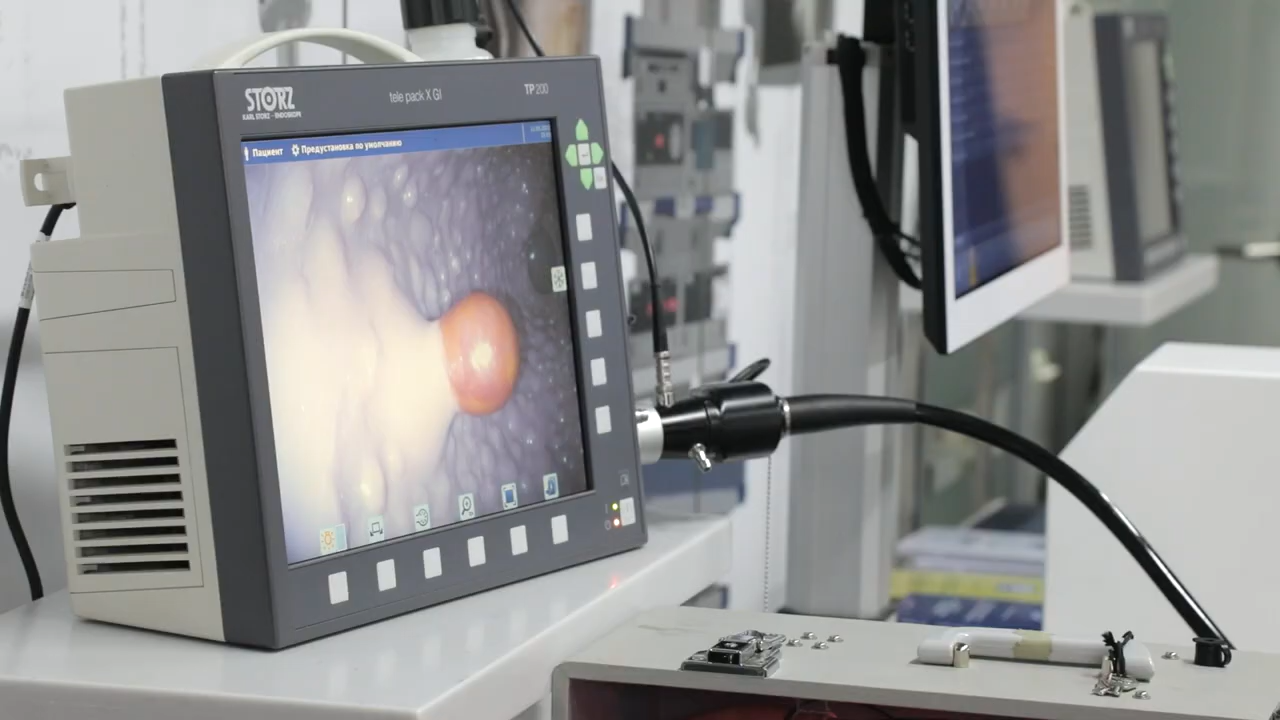 STORZ
KARL STORZ - ENDOSKOPE
tele pack X GI
TP 200
Пациент
Предустановка по умолчанию